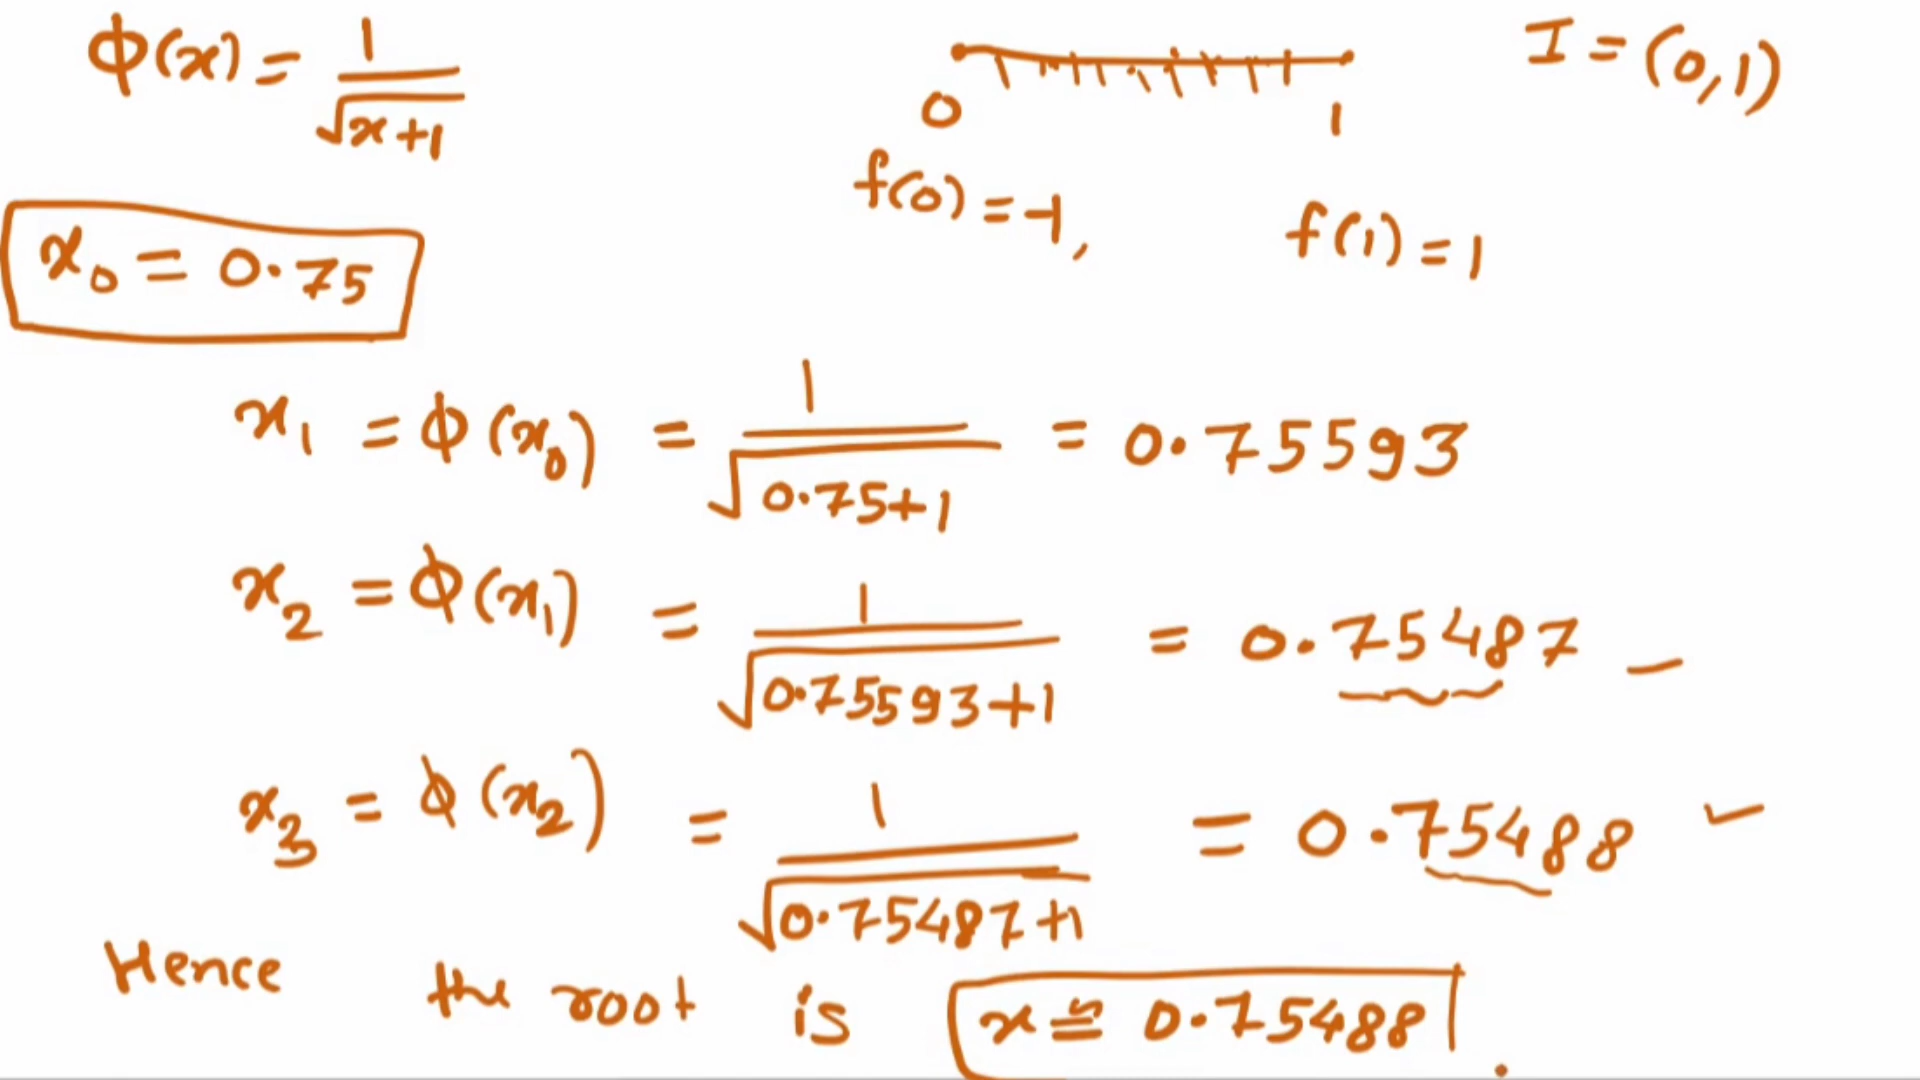 ϕ(x) = 1/√(x+1)
0 1
I = (0,1)
f(0) = -1, f(1) = 1
x₀ = 0.75
x₁ = ϕ(x₀) = 1/√(0.75+1) = 0.75593
x₂ = ϕ(x₁) = 1/√(0.75593+1) = 0.75487 –
x₃ = ϕ(x₂) = 1/√(0.75487+1) = 0.75488 ✓
Hence the root is x ≅ 0.75488.